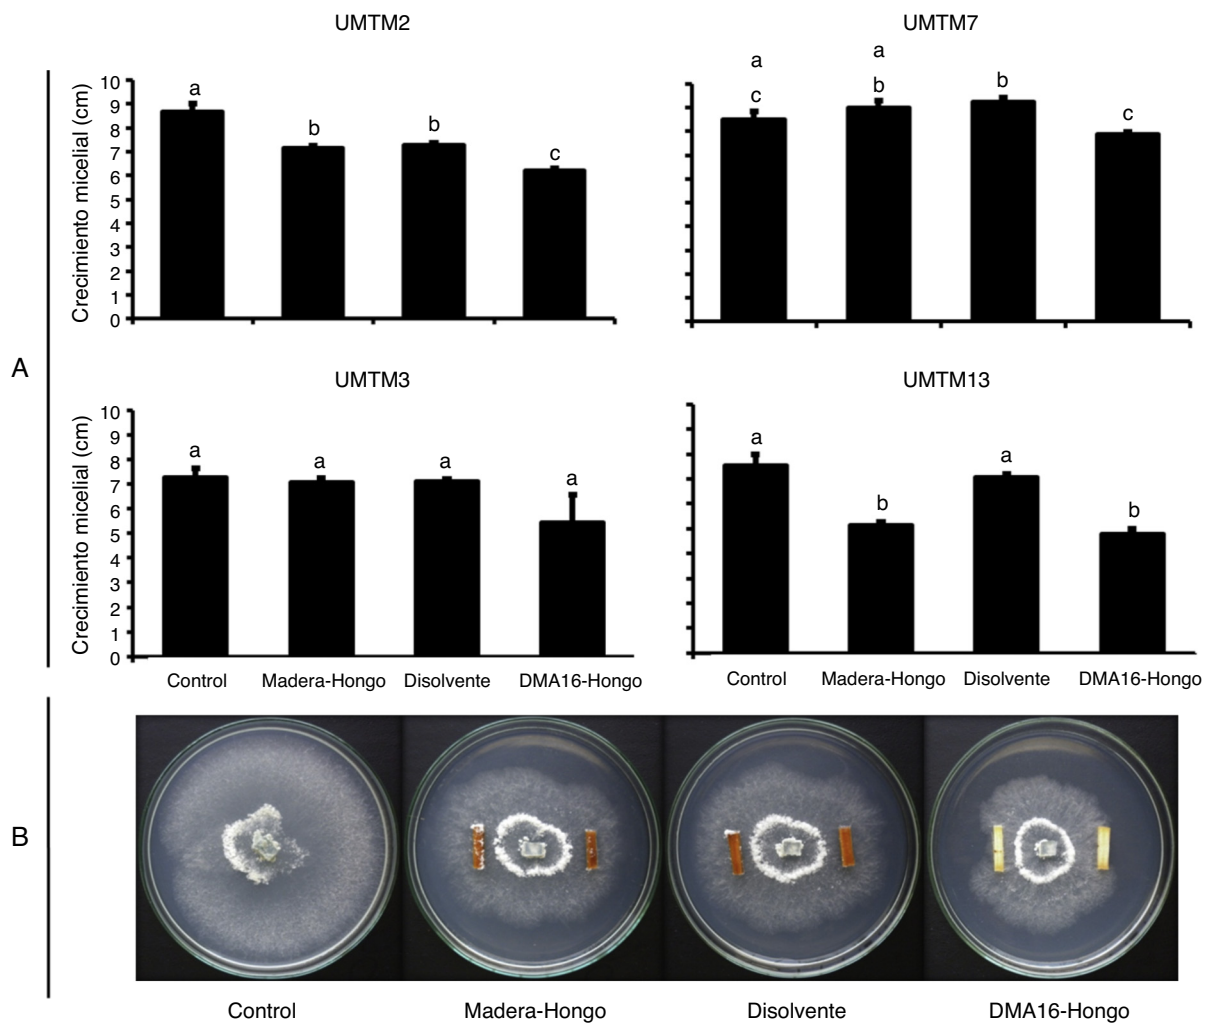 UMTM2
Crecimiento micelial (cm)
10
9
8
7
6
5
4
3
2
1
0
a
b
b
c
UMTM7
a
c
a
b
b
c
A
UMTM3
Crecimiento micelial (cm)
10
9
8
7
6
5
4
3
2
1
0
a
a
a
a
Control Madera-Hongo Disolvente DMA16-Hongo
UMTM13
a
b
a
b
Control Madera-Hongo Disolvente DMA16-Hongo
B
Control Madera-Hongo Disolvente DMA16-Hongo